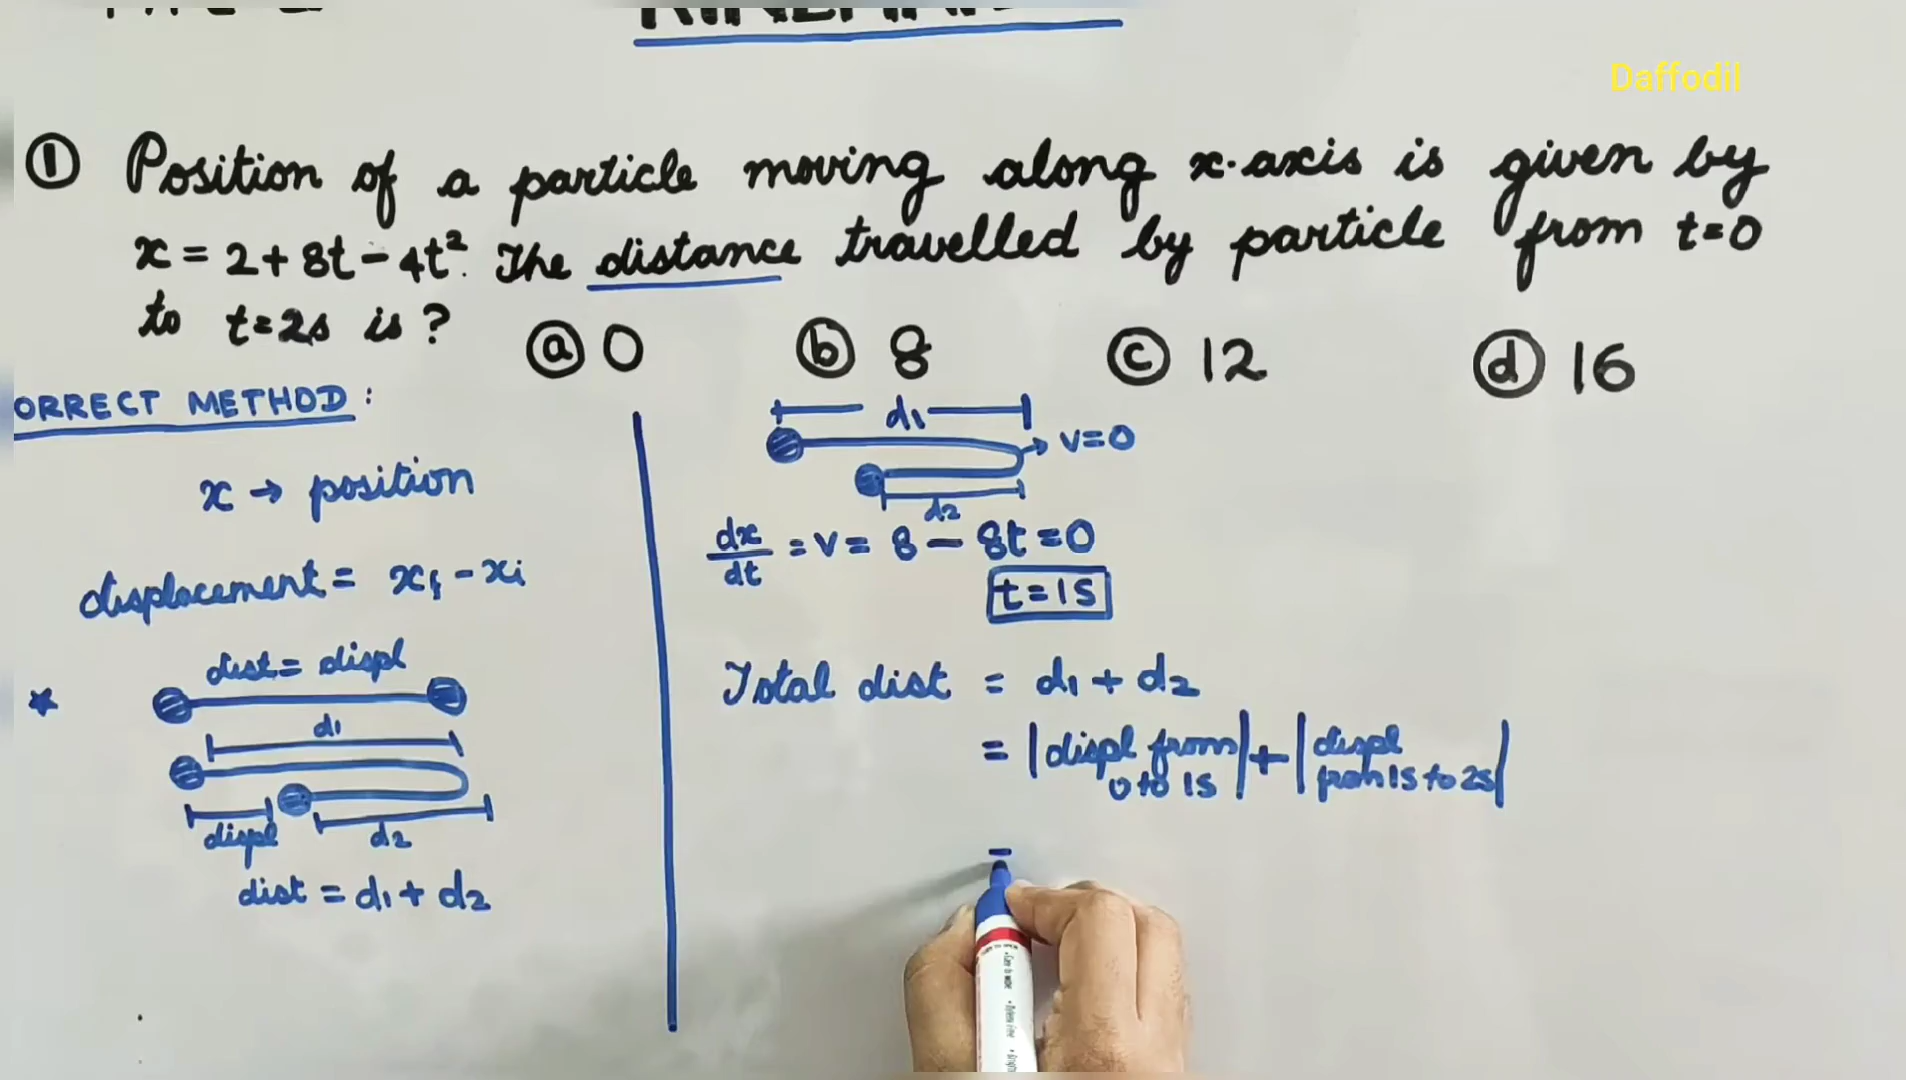 Daffodil
① Position of a particle moving along x-axis is given by
x = 2 + 8t - 4t². The distance travelled by particle from t=0
to t=2s is ?
ⓐ 0 ⓑ 8 ⓒ 12 ⓓ 16
ORRECT METHOD :
x → position
displacement = xf - xi
dist = displ
d1
displ
d2
dist = d1 + d2
d1
→ v=0
d2
dx/dt = v = 8 - 8t = 0
t = 1s
Total dist = d1 + d2
= |displ from 0 to 1s| + |displ from 1s to 2s|
=